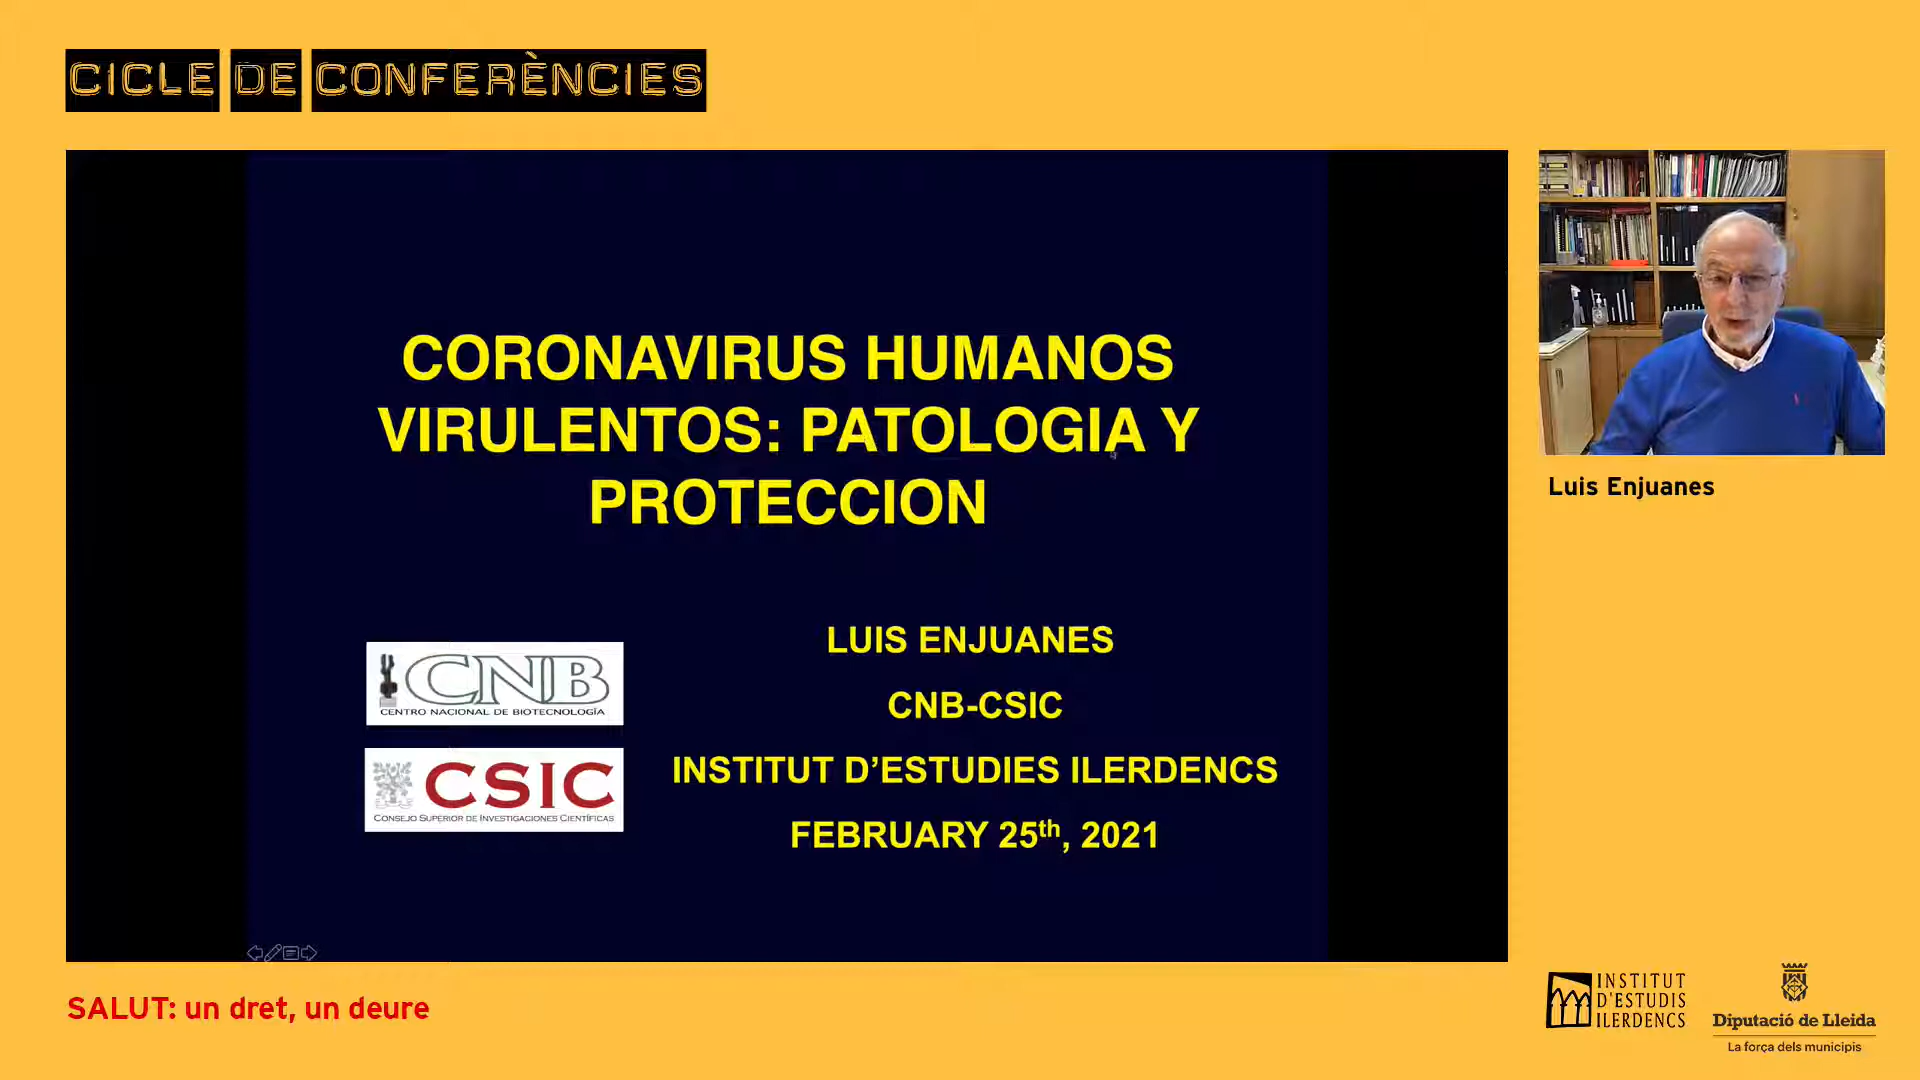 CICLE DE CONFERÈNCIES
CORONAVIRUS HUMANOS
VIRULENTOS: PATOLOGIA Y
PROTECCION
LUIS ENJUANES
CNB-CSIC
INSTITUT D’ESTUDIES ILERDENCS
FEBRUARY 25th, 2021
CNB
CENTRO NACIONAL DE BIOTECNOLOGÍA
CSIC
CONSEJO SUPERIOR DE INVESTIGACIONES CIENTÍFICAS
Luis Enjuanes
SALUT: un dret, un deure
INSTITUT
D'ESTUDIS
ILERDENCS
Diputació de Lleida
La força dels municipis